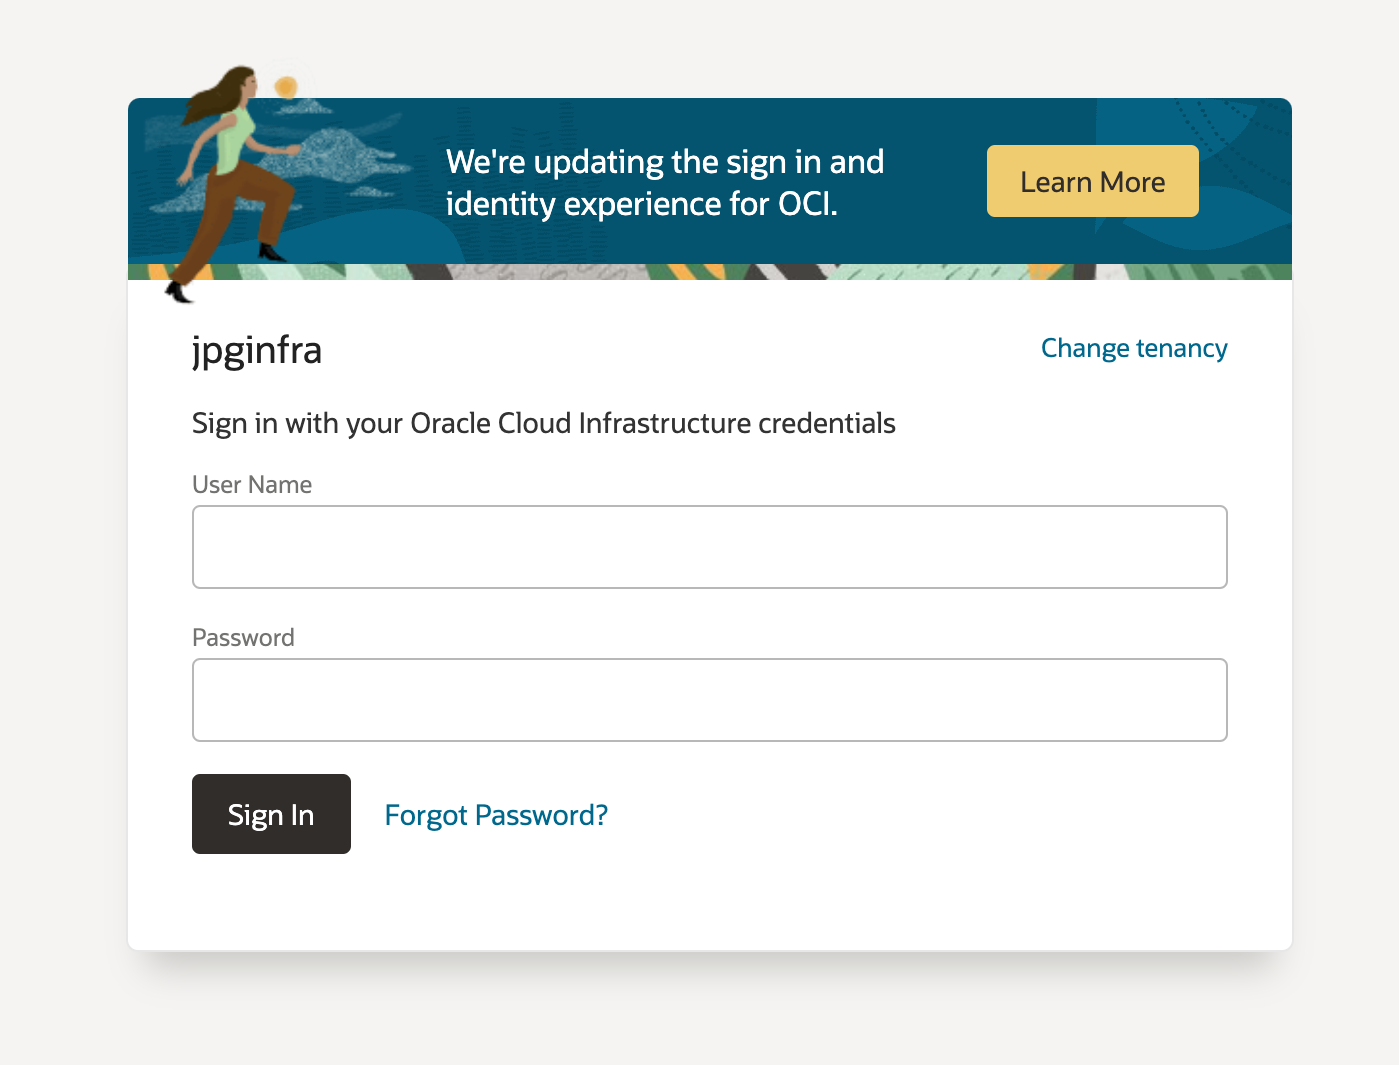 We're updating the sign in and
identity experience for OCI.
Learn More
jpginfra
Change tenancy
Sign in with your Oracle Cloud Infrastructure credentials
User Name
Password
Sign In
Forgot Password?